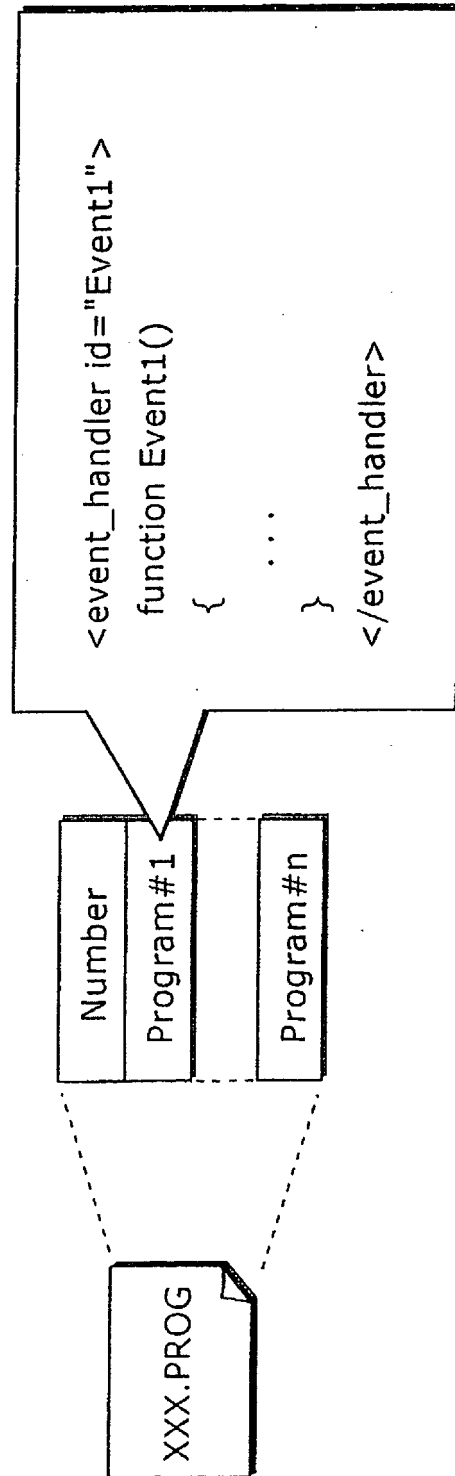 XXX.PROG
Number
Program#1
Program#n
<event_handler id="Event1">
function Event1()
{
...
}
</event_handler>